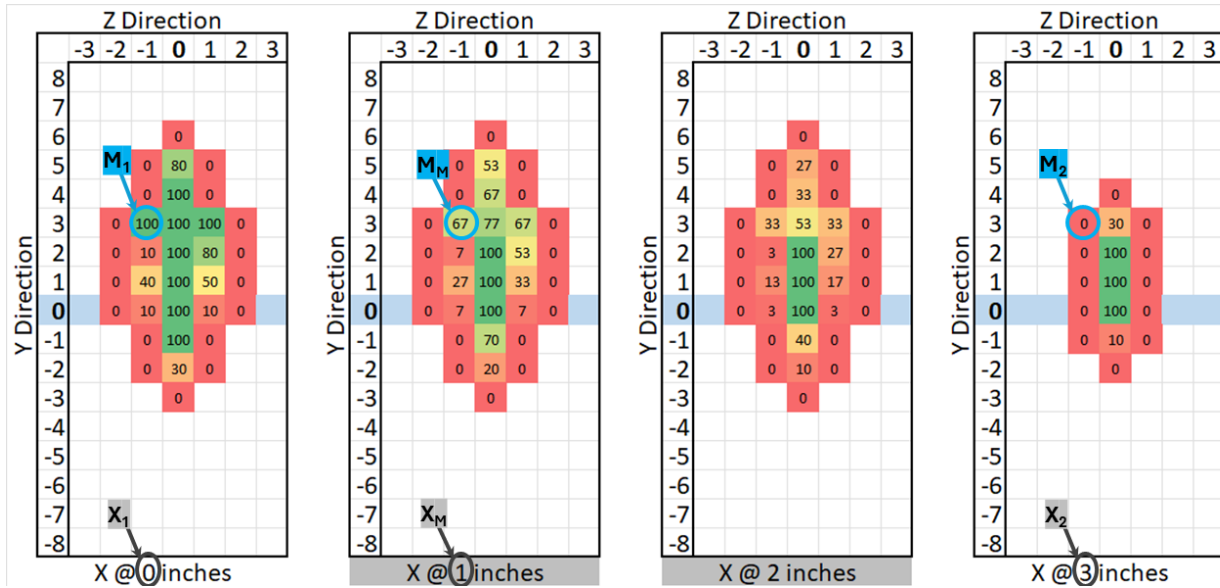 Z Direction
-3 -2 -1 0 1 2 3
Y Direction
8
7
6 0
M₁
5 0 80 0
4 0 100 0
3 0 100 100 100 0
2 0 10 100 80 0
1 0 40 100 50 0
0 0 10 100 10 0
-1 0 100 0
-2 0 30 0
-3 0
-4
-5
-6
-7 X₁
-8
X @ 0 inches
Z Direction
-3 -2 -1 0 1 2 3
Y Direction
8
7
6 0
M_M
5 0 53 0
4 0 67 0
3 0 67 77 67 0
2 0 7 100 53 0
1 0 27 100 33 0
0 0 7 100 7 0
-1 0 70 0
-2 0 20 0
-3 0
-4
-5
-6
-7 X_M
-8
X @ 1 inches
Z Direction
-3 -2 -1 0 1 2 3
Y Direction
8
7
6 0
5 0 27 0
4 0 33 0
3 0 33 53 33 0
2 0 3 100 27 0
1 0 13 100 17 0
0 0 3 100 3 0
-1 0 40 0
-2 0 10 0
-3 0
-4
-5
-6
-7
-8
X @ 2 inches
Z Direction
-3 -2 -1 0 1 2 3
Y Direction
8
7
6
M₂
5
4 0
3 0 30 0
2 0 100 0
1 0 100 0
0 0 100 0
-1 0 10 0
-2 0
-3
-4
-5
-6
-7 X₂
-8
X @ 3 inches